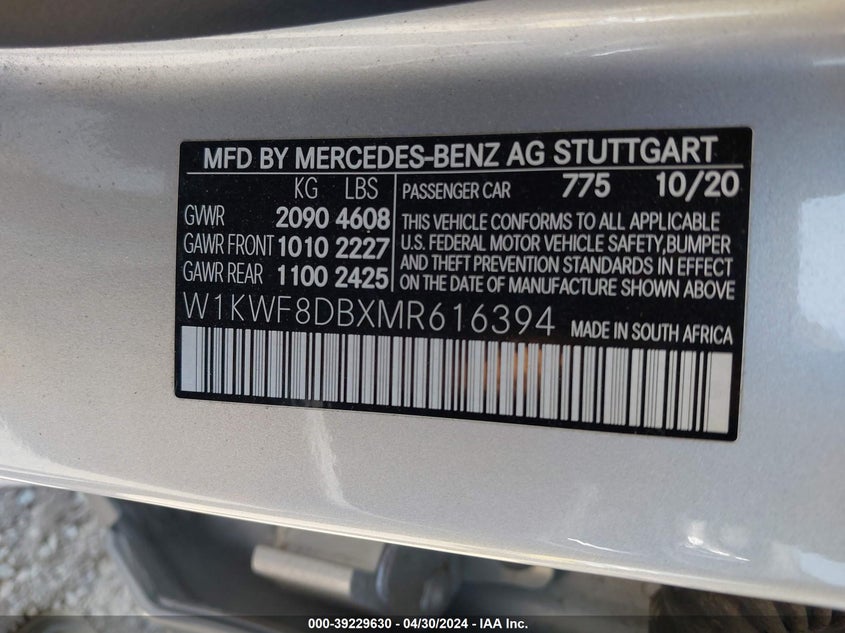 MFD BY MERCEDES-BENZ AG STUTTGART
KG LBS
GVWR 2090 4608
GAWR FRONT 1010 2227
GAWR REAR 1100 2425
PASSENGER CAR 775 10/20
THIS VEHICLE CONFORMS TO ALL APPLICABLE
U.S. FEDERAL MOTOR VEHICLE SAFETY,BUMPER
AND THEFT PREVENTION STANDARDS IN EFFECT
ON THE DATE OF MANUFACTURE SHOWN ABOVE
W1KWF8DBXMR616394 MADE IN SOUTH AFRICA
000-39229630 - 04/30/2024 - IAA Inc.